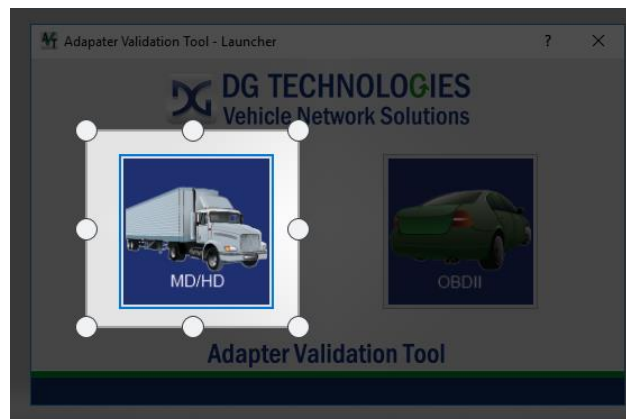 Adapater Validation Tool - Launcher ? ×
DG TECHNOLOGIES
Vehicle Network Solutions
MD/HD
OBDII
Adapter Validation Tool